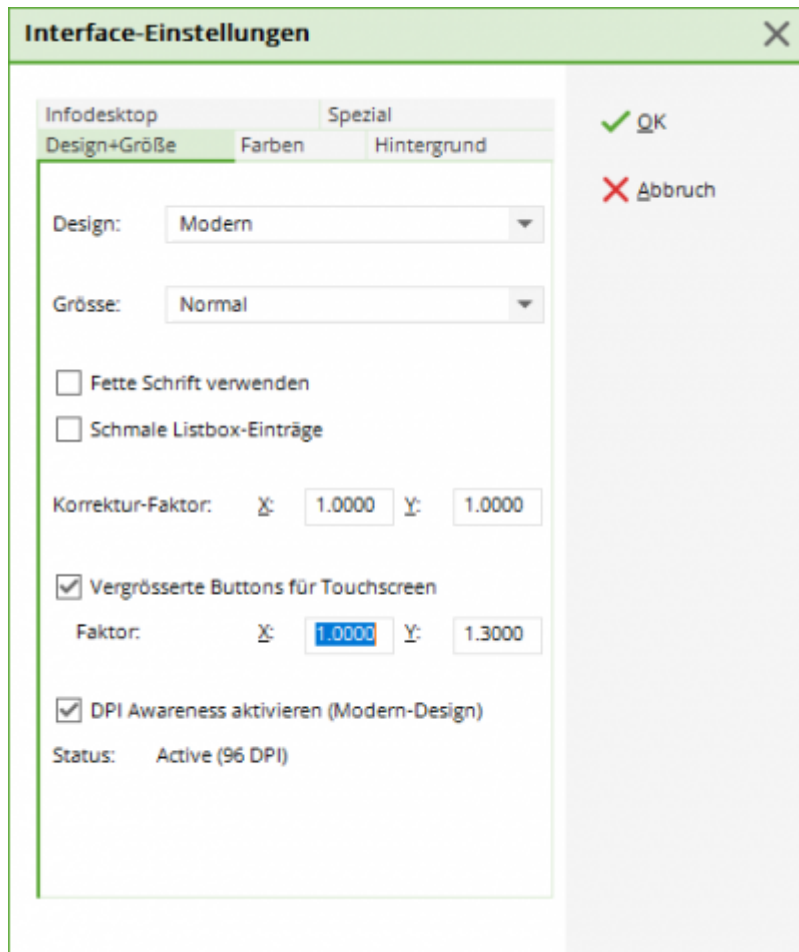 Interface-Einstellungen
Infodesktop Spezial
Design+Größe Farben Hintergrund
OK
Abbruch
Design: Modern
Grösse: Normal
Fette Schrift verwenden
Schmale Listbox-Einträge
Korrektur-Faktor: X: 1.0000 Y: 1.0000
Vergrösserte Buttons für Touchscreen
Faktor: X: 1.0000 Y: 1.3000
DPI Awareness aktivieren (Modern-Design)
Status: Active (96 DPI)